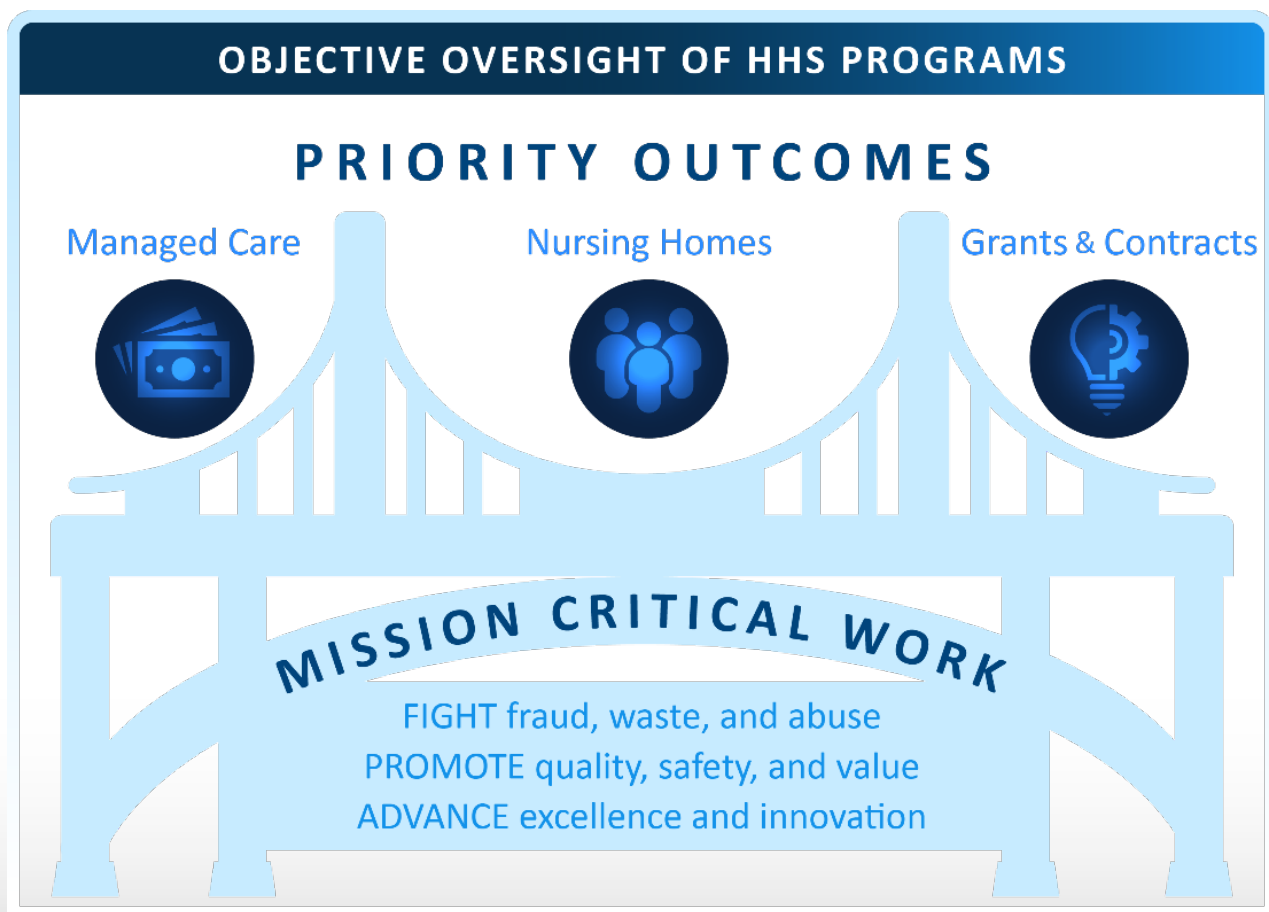 OBJECTIVE OVERSIGHT OF HHS PROGRAMS
PRIORITY OUTCOMES
Managed Care
Nursing Homes
Grants & Contracts
MISSION CRITICAL WORK
FIGHT fraud, waste, and abuse
PROMOTE quality, safety, and value
ADVANCE excellence and innovation